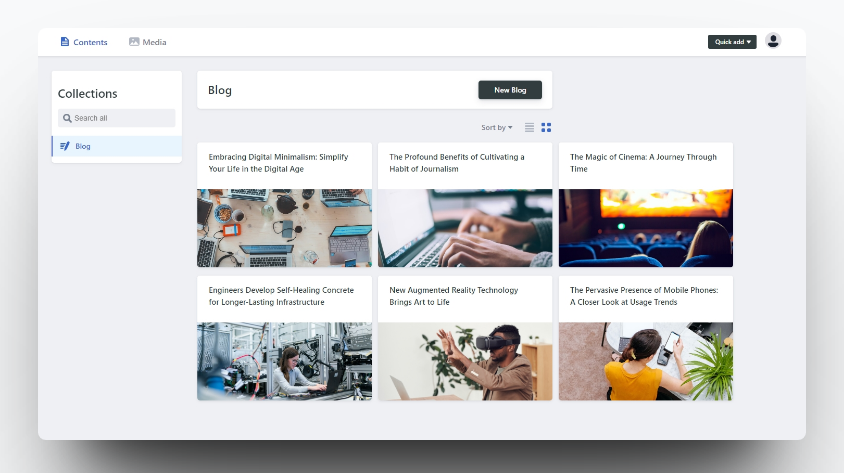 Contents
Media
Quick add
Collections
Search all
Blog
Blog
New Blog
Sort by
Embracing Digital Minimalism: Simplify
Your Life in the Digital Age
The Profound Benefits of Cultivating a
Habit of Journalism
The Magic of Cinema: A Journey Through
Time
Engineers Develop Self-Healing Concrete
for Longer-Lasting Infrastructure
New Augmented Reality Technology
Brings Art to Life
The Pervasive Presence of Mobile Phones:
A Closer Look at Usage Trends